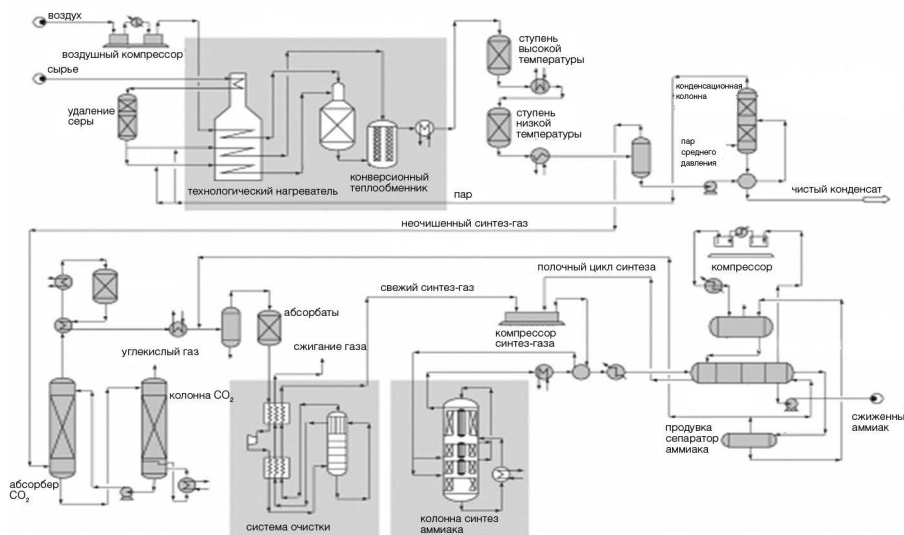 воздух
воздушный компрессор
сырье
удаление
серы
технологический нагреватель
конверсионный
теплообменник
ступень
высокой
температуры
ступень
низкой
температуры
конденсационная
колонна
пар
среднего
давления
чистый конденсат
пар
неочищенный синтез-газ
компрессор
полочный цикл синтеза
свежий синтез-газ
абсорбаты
компрессор
синтез-газа
сжигание газа
углекислый газ
колонна CO2
абсорбер
CO2
система очистки
колонна синтез
аммиака
продувка
сепаратор
аммиака
сжиженны
аммиак